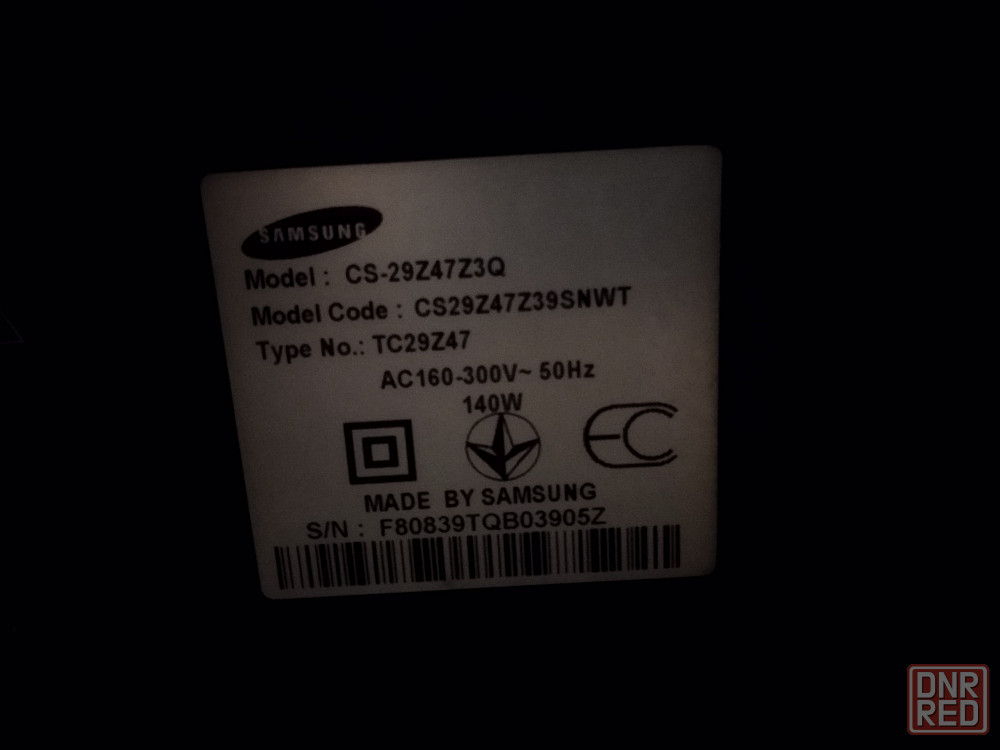 SAMSUNG
Model : CS-29Z47Z3Q
Model Code : CS29Z47Z39SNWT
Type No.: TC29Z47
AC160-300V~ 50Hz
140W
EC
MADE BY SAMSUNG
S/N : F80839TQB03905Z
DNR
RED